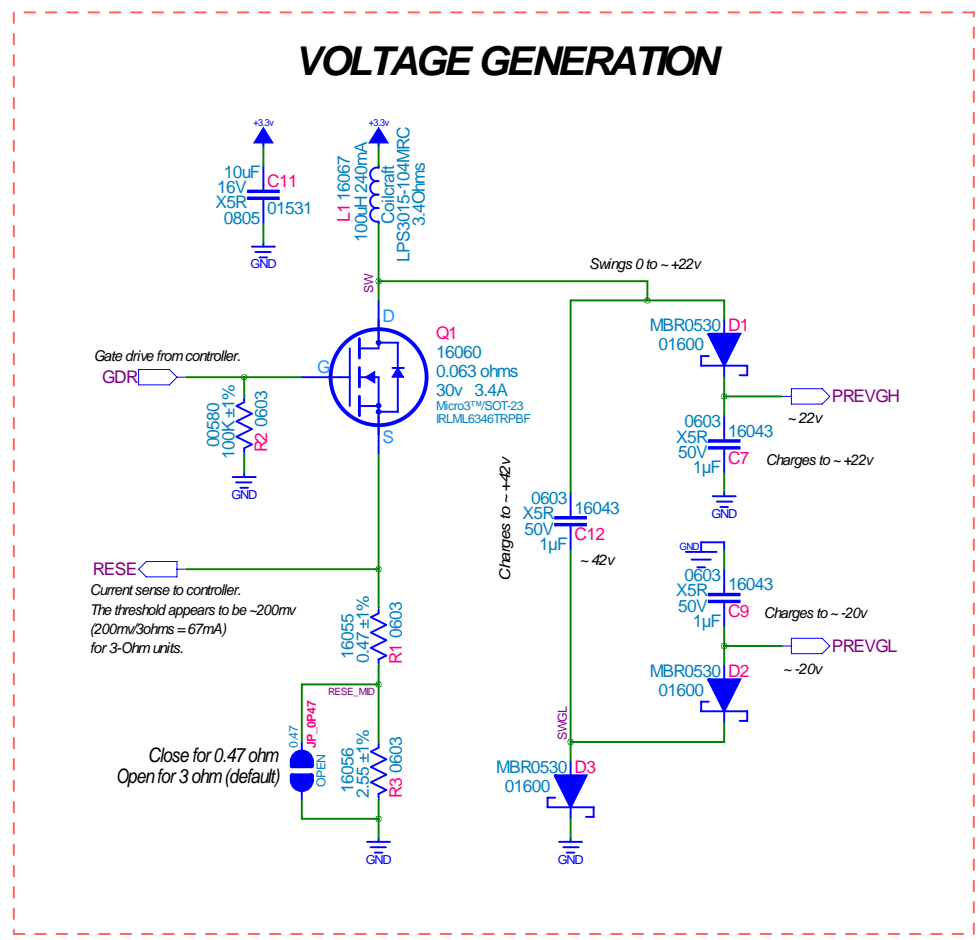 VOLTAGE GENERATION
+3.3v
+3.3v
10uF
16V
X5R
0805
C11
01531
GND
L1 16067
100uH 240mA
Coilcraft
LPS3015-104MRC
3.4Ohms
SW
Swings 0 to ~ +22v
D
G
S
Q1
16060
0.063 ohms
30v 3.4A
Micro3™/SOT-23
IRLML6346TRPBF
Gate drive from controller.
GDR
00580
100K ±1%
R2 0603
GND
MBR0530
D1
01600
PREVGH
~ 22v
0603
X5R
50V
1µF
16043
C7
Charges to ~ +22v
GND
Charges to ~ +42v
0603
X5R
50V
1µF
16043
C12
~ 42v
GND
0603
X5R
50V
1µF
16043
C9
Charges to ~ -20v
PREVGL
~ -20v
MBR0530
D2
01600
RESE
Current sense to controller.
The threshold appears to be ~200mv
(200mv/3ohms = 67mA)
for 3-Ohm units.
16055
0.47 ±1%
R1 0603
RESE_MID
0.47
JP_0P47
OPEN
Close for 0.47 ohm
Open for 3 ohm (default)
16056
2.55 ±1%
R3 0603
GND
SWGL
MBR0530
D3
01600
GND